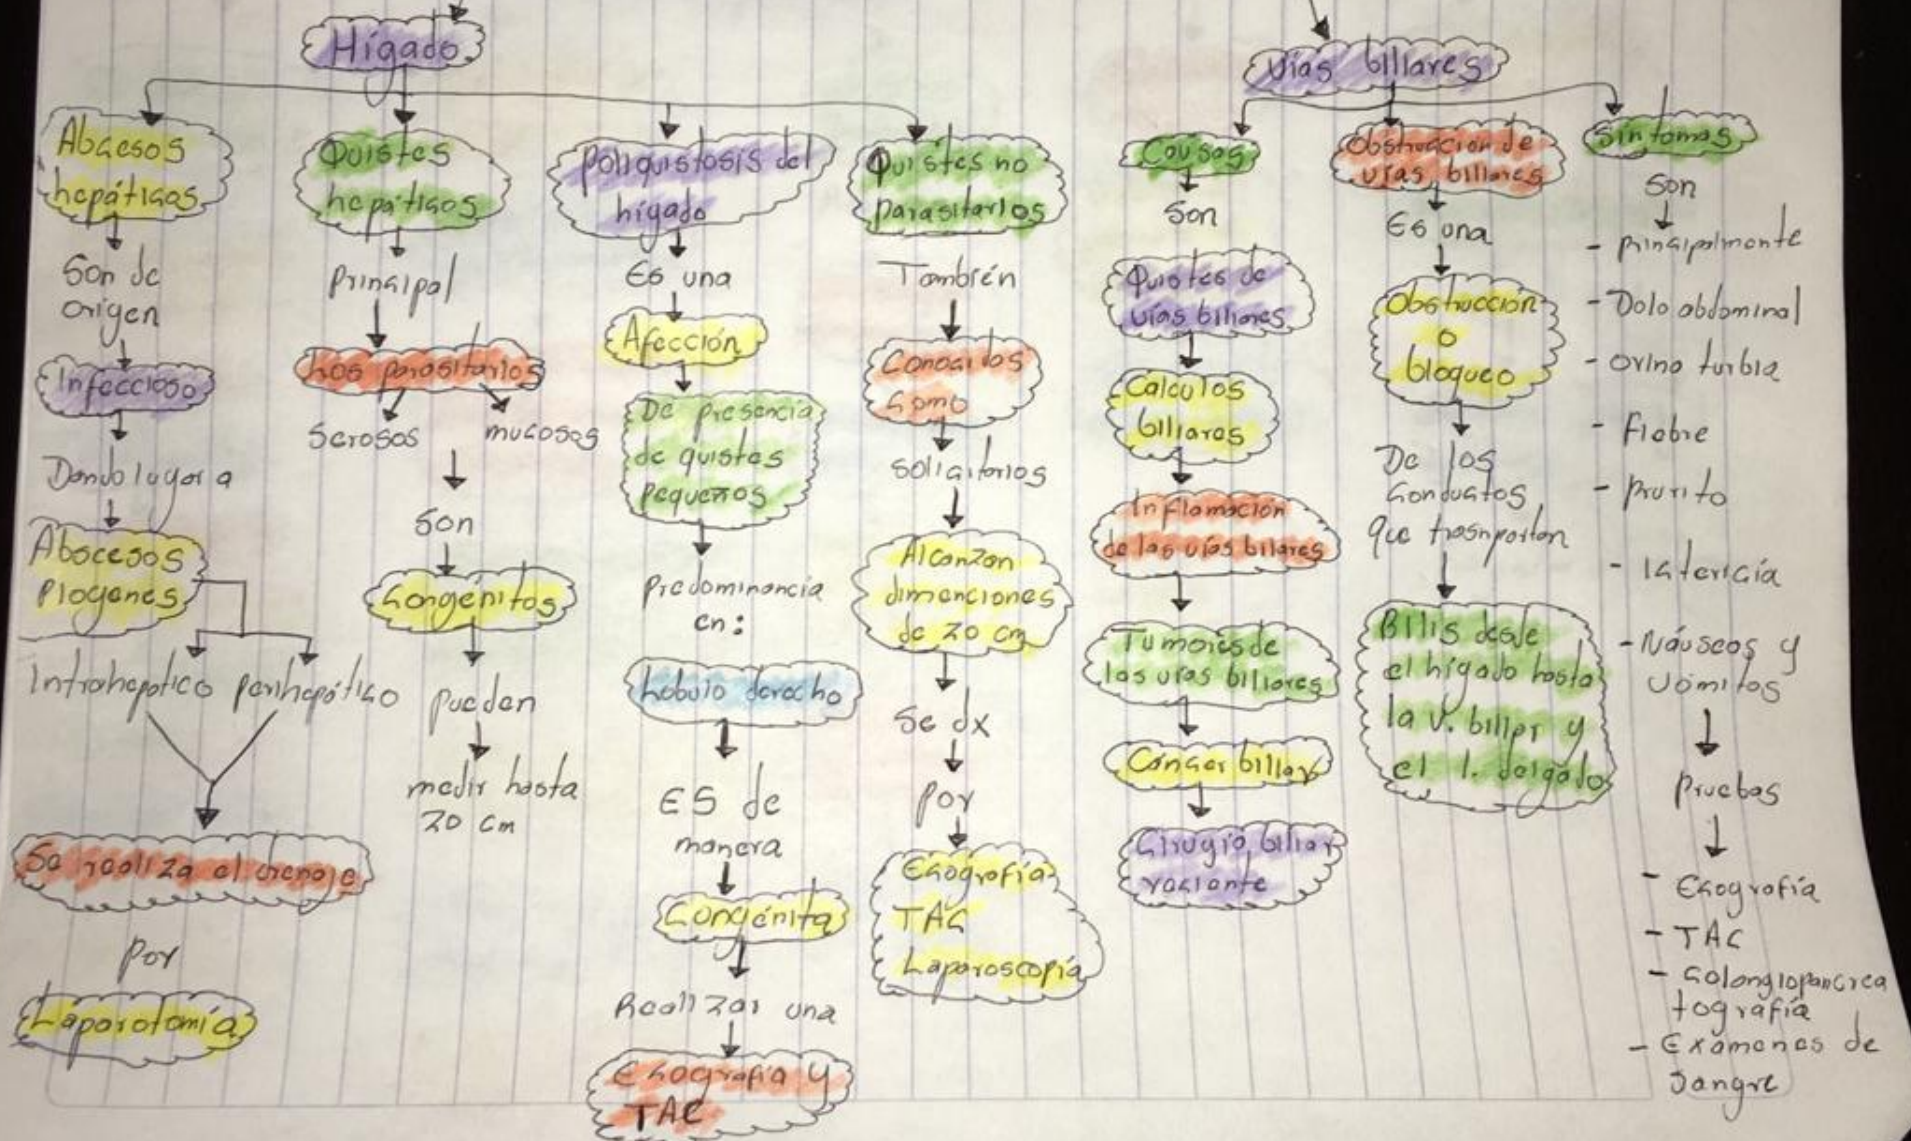 Hígado
Abscesos
hepáticos
Son de
origen
Infeccioso
Dando lugar a
Abscesos
Piogenes
Intrahepático perihepático
Se realiza el drenaje
por
Laparotomía
Quistes
hepáticos
Principal
Los parasitarios
Serosos mucosos
Son
Congénitos
pueden
medir hasta
20 cm
poliquistosis del
hígado
Es una
Afección
De presencia
de quistes
pequeños
Predominancia
en:
Lobulo derecho
ES de
manera
Congénita
Realizar una
Ecografía y
TAC
Quistes no
parasitarios
También
Conocidos
como
solicitarios
Alcanzan
dimenciones
de 20 cm
Se dx
por
Ecografía
TAC
Laparoscopía
Vías biliares
Causas
Son
Quistes de
vías biliares
Cálculos
biliares
Inflamación
de las vías bilares
Tumores de
las vías biliares
Cáncer biliar
Cirugía biliar
raciante
Obstrucción de
vías biliares
Es una
Obstrucción
o
bloqueo
De los
conductos
que trasnportan
Bilis desde
el hígado hasta
la v. biliar y
el I. delgado
Síntomas
Son
- principalmente
- Dolo abdominal
- orina turbia
- Fiebre
- prurito
- Ictericia
- Náuseas y
vómitos
pruebas
- Ecografía
- TAC
- Colangiopancrea
tografía
- Exámenes de
sangre